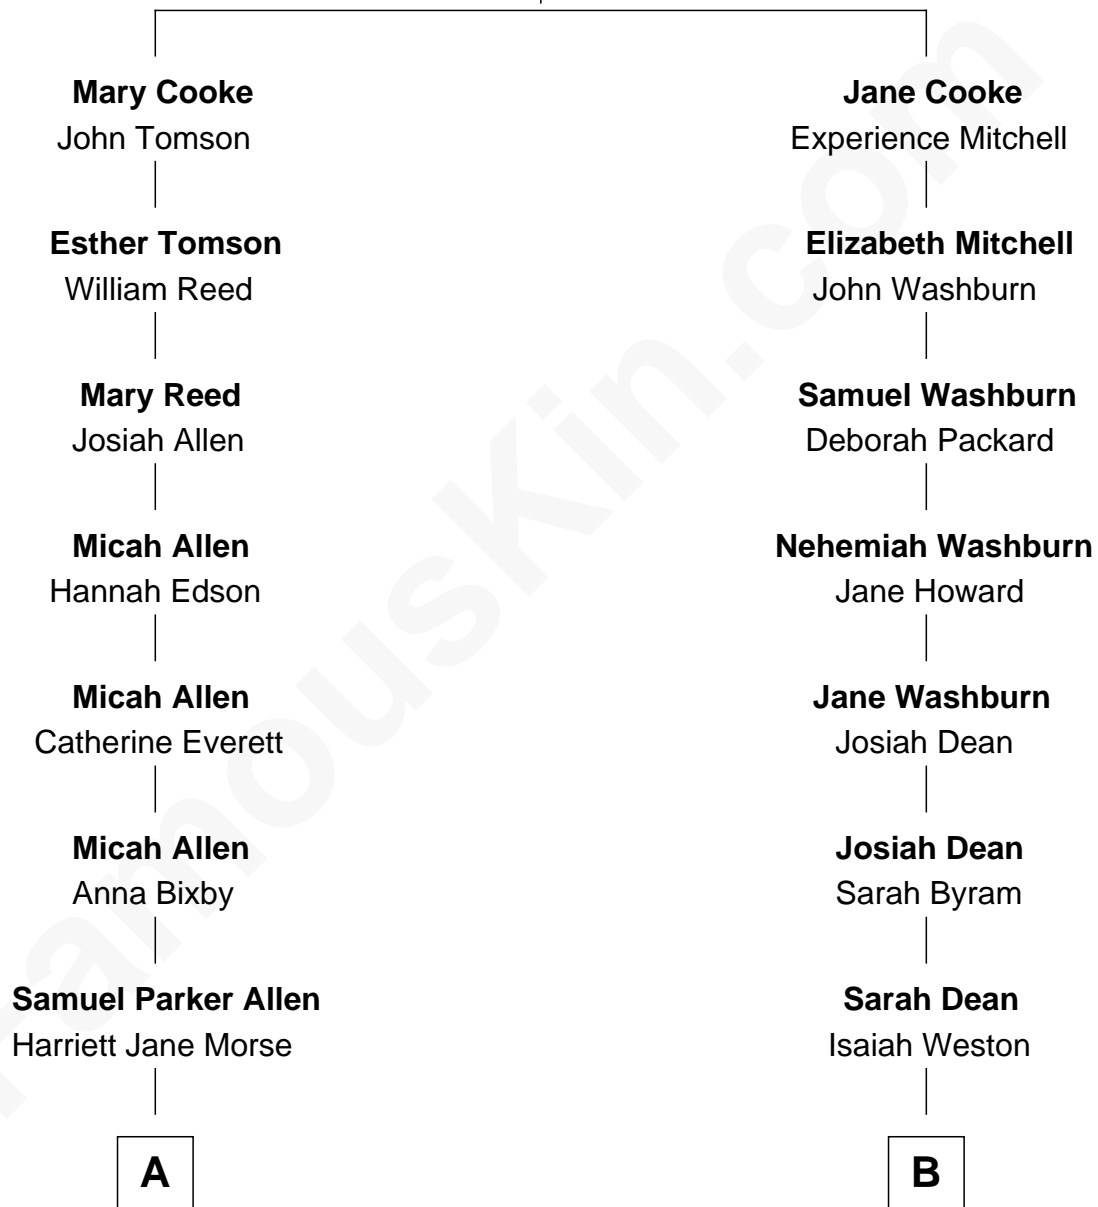 Mary Cooke
John Tomson
Esther Tomson
William Reed
Mary Reed
Josiah Allen
Micah Allen
Hannah Edson
Micah Allen
Catherine Everett
Micah Allen
Anna Bixby
Samuel Parker Allen
Harriett Jane Morse
A
Jane Cooke
Experience Mitchell
Elizabeth Mitchell
John Washburn
Samuel Washburn
Deborah Packard
Nehemiah Washburn
Jane Howard
Jane Washburn
Josiah Dean
Josiah Dean
Sarah Byram
Sarah Dean
Isaiah Weston
B
FamousKin.com